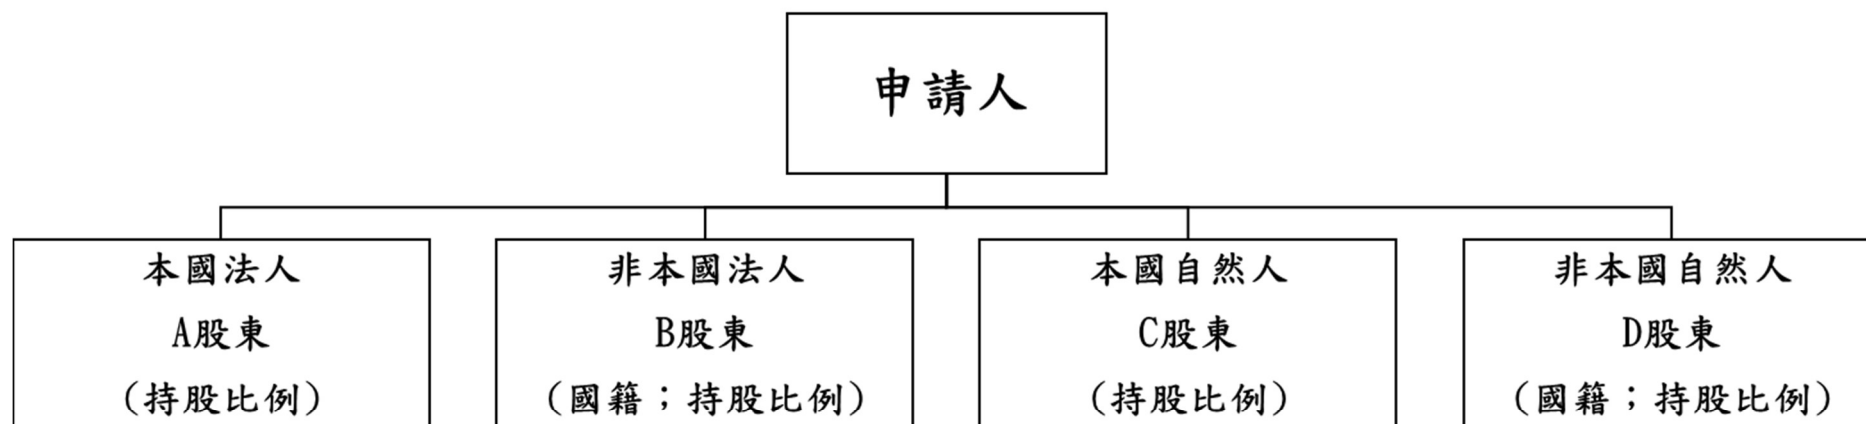 申請人
本國法人
A股東
(持股比例)
非本國法人
B股東
(國籍；持股比例)
本國自然人
C股東
(持股比例)
非本國自然人
D股東
(國籍；持股比例)